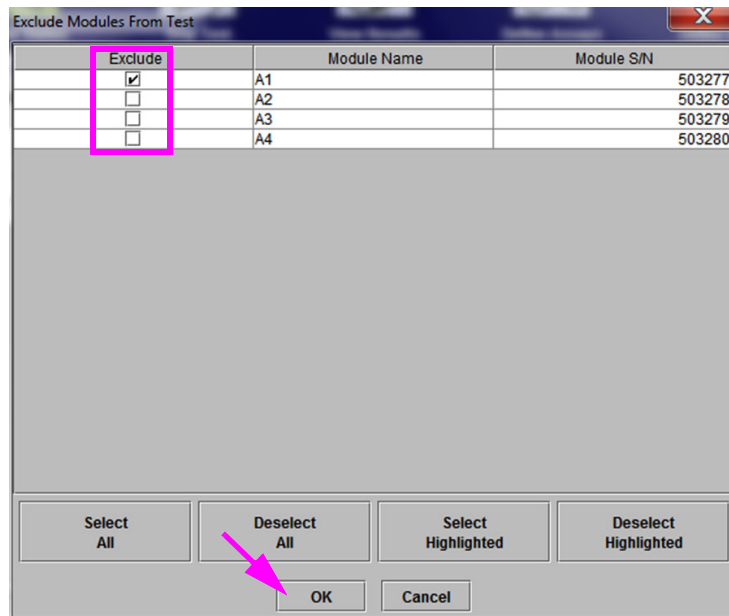 Exclude Modules From Test
Exclude Module Name Module S/N
A1 503277
A2 503278
A3 503279
A4 503280
Select All Deselect All Select Highlighted Deselect Highlighted
OK Cancel